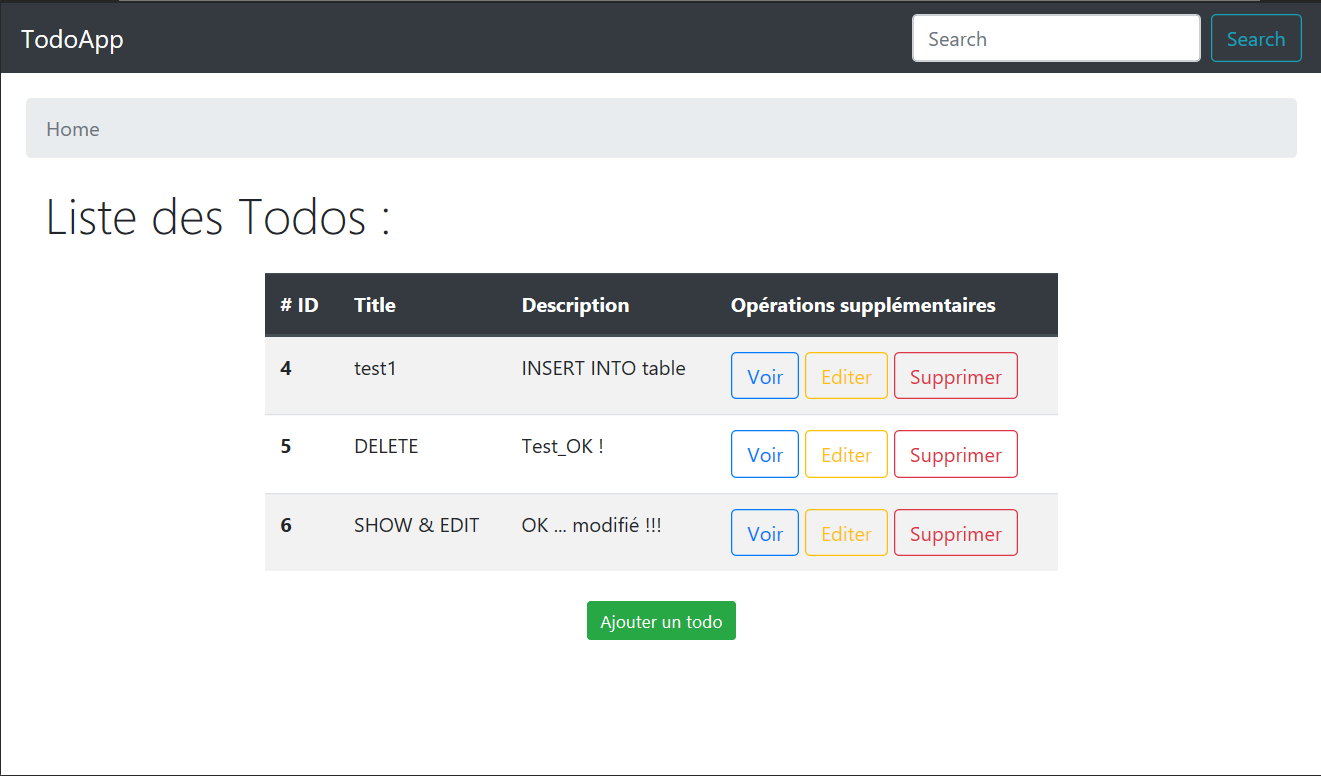 TodoApp Search Search
Home
Liste des Todos :
# ID Title Description Opérations supplémentaires
4 test1 INSERT INTO table Voir Editer Supprimer
5 DELETE Test_OK ! Voir Editer Supprimer
6 SHOW & EDIT OK ... modifié !!! Voir Editer Supprimer
Ajouter un todo